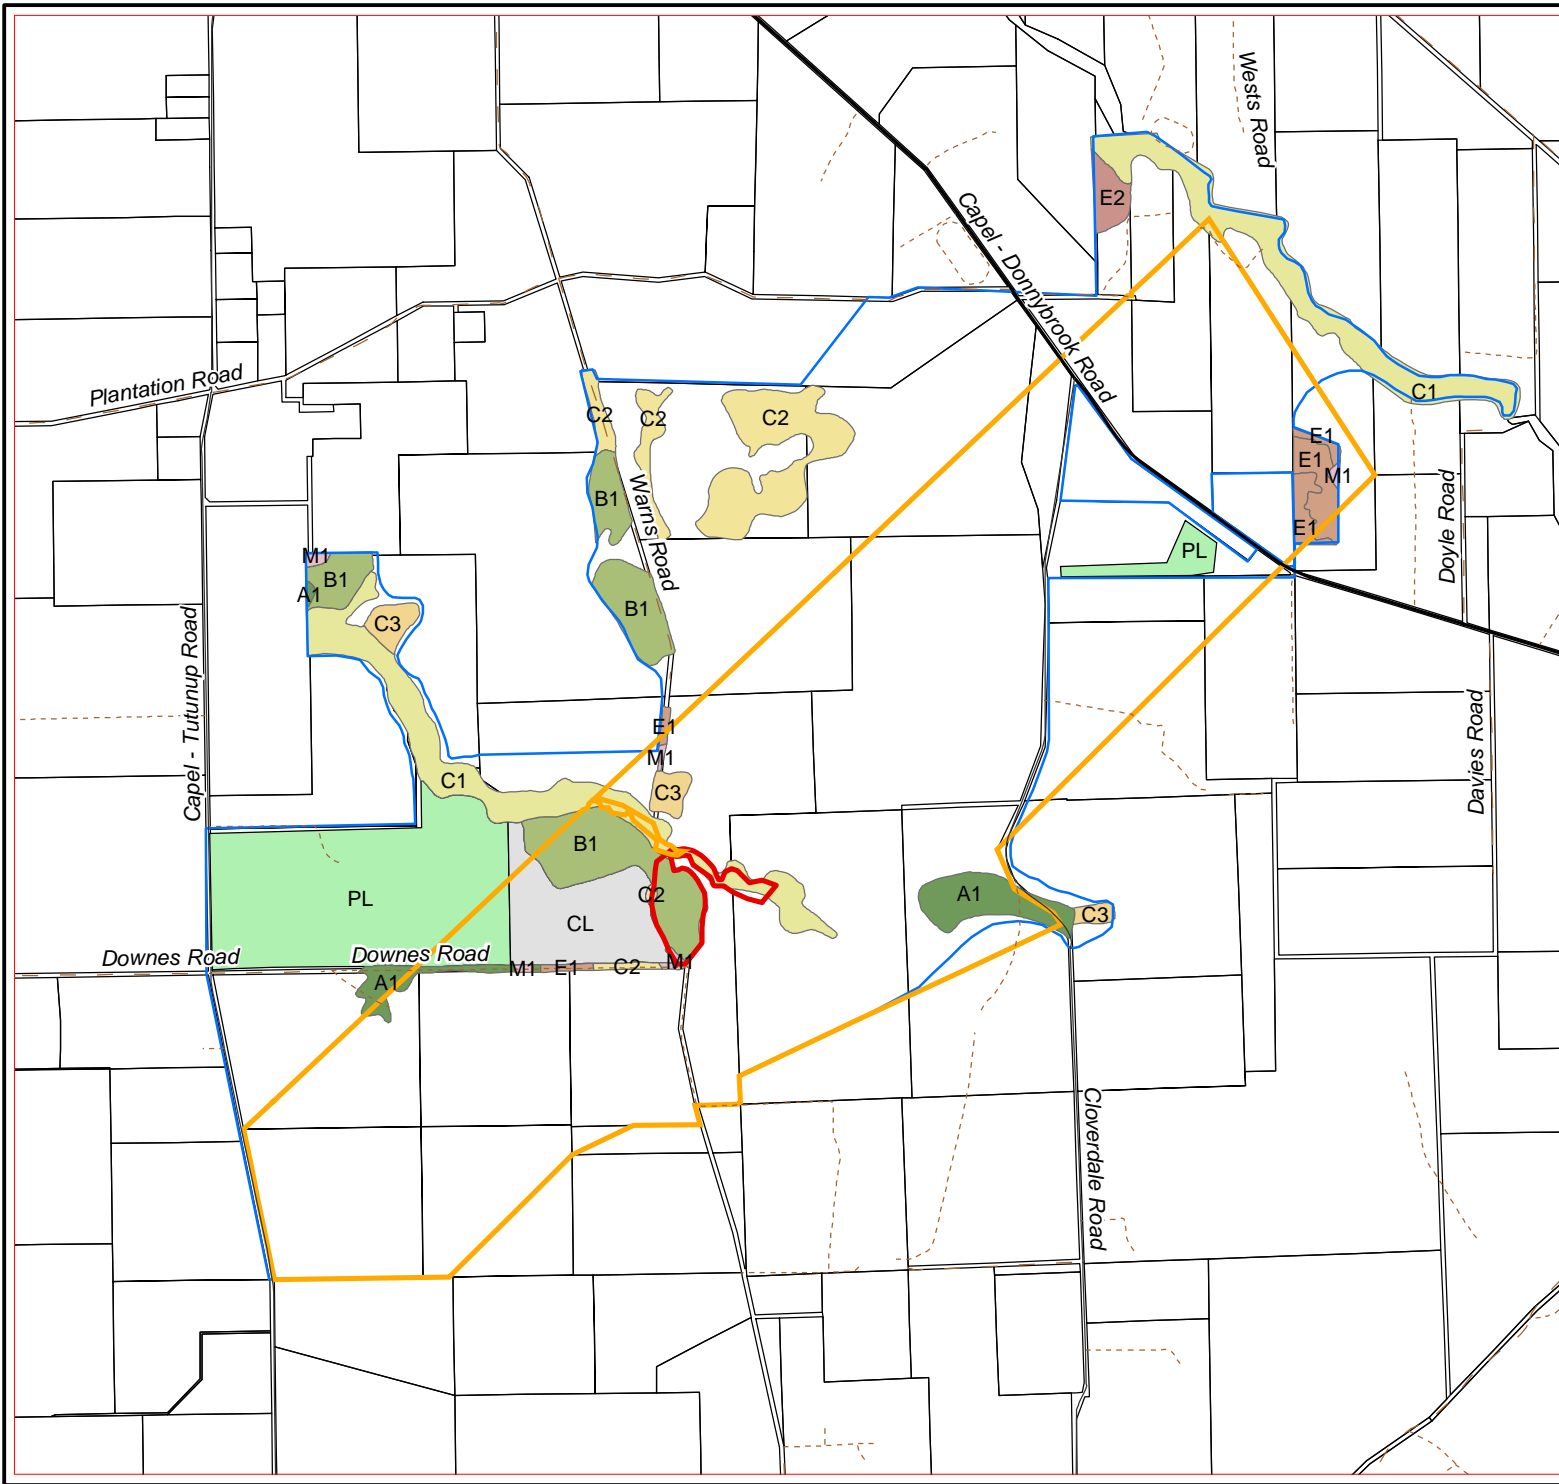 Wests Road
E2
Capel - Donnybrook Road
Plantation Road
C1
C2
C2
C2
E1
E1
M1
E1
B1
Warns Road
Doyle Road
PL
M1
B1
A1
C3
B1
Capel - Tutunup Road
E1
M1
C1
C3
Davies Road
B1
PL
C2
CL
A1
C3
Downes Road
Downes Road
M1
E1
C2
M1
A1
Cloverdale Road